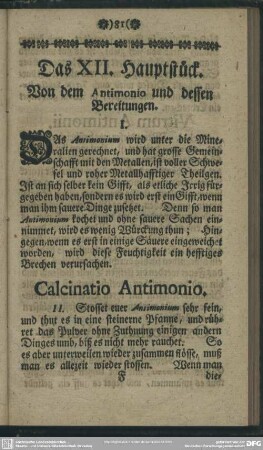 )81(
Das XII. Hauptstück.
Von dem Antimonio und dessen
Bereitungen.
I.
DAs Antimonium wird unter die Mine-
ralien gerechnet, und hat grosse Gemein-
schafft mit den Metallen, ist voller Schwe-
fel und roher Metallhafftiger Theilgen.
Ist an sich selber kein Gifft, als etliche Irrig für-
gegeben haben, sondern es wird erst ein Gifft, wenn
man ihm sauere Dinge zusetzet. Denn so man
Antimonium kochet und ohne sauere Sachen ein-
nimmet, wird es wenig Würckung thun; Hin-
gegen, wenn es erst in einige Säuere eingeweichet
worden, wird diese Fruchtigkeit ein hefftiges
Brechen verursachen.
Calcinatio Antimonio.
II. Stosset euer Antimonium sehr fein,
und thut es in eine steinerne Pfanne, und rüh-
ret das Pulver ohne Zuthuung einigen andern
Dinges umb, biß es nicht mehr rauchet. So
es aber unterweilen wieder zusammen flösse, muß
man es allezeit wieder stossen. Wenn man
F
die-